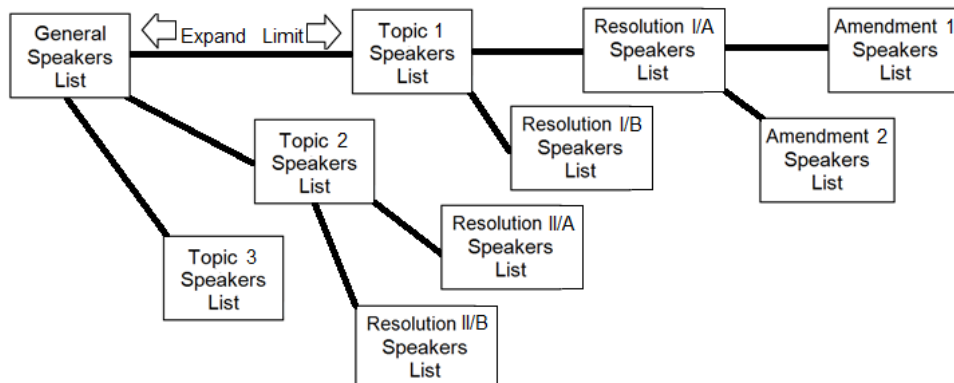 General
Speakers
List
Expand Limit
Topic 1
Speakers
List
Resolution I/A
Speakers
List
Amendment 1
Speakers
List
Resolution I/B
Speakers
List
Amendment 2
Speakers
List
Topic 2
Speakers
List
Resolution II/A
Speakers
List
Topic 3
Speakers
List
Resolution II/B
Speakers
List